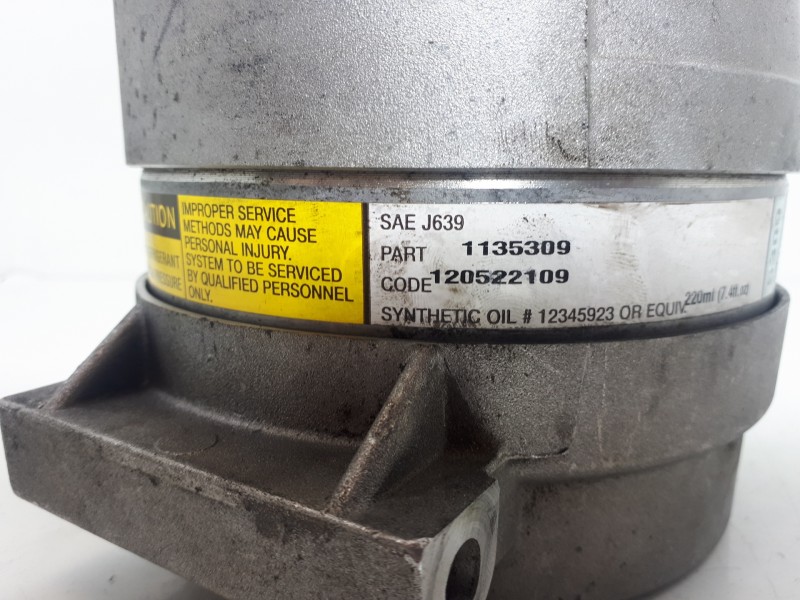 IMPROPER SERVICE
METHODS MAY CAUSE
PERSONAL INJURY.
SYSTEM TO BE SERVICED
BY QUALIFIED PERSONNEL
ONLY.
SAE J639
PART 1135309
CODE 120522109
SYNTHETIC OIL # 12345923 OR EQUIV.
220ml (7.4fl.oz)